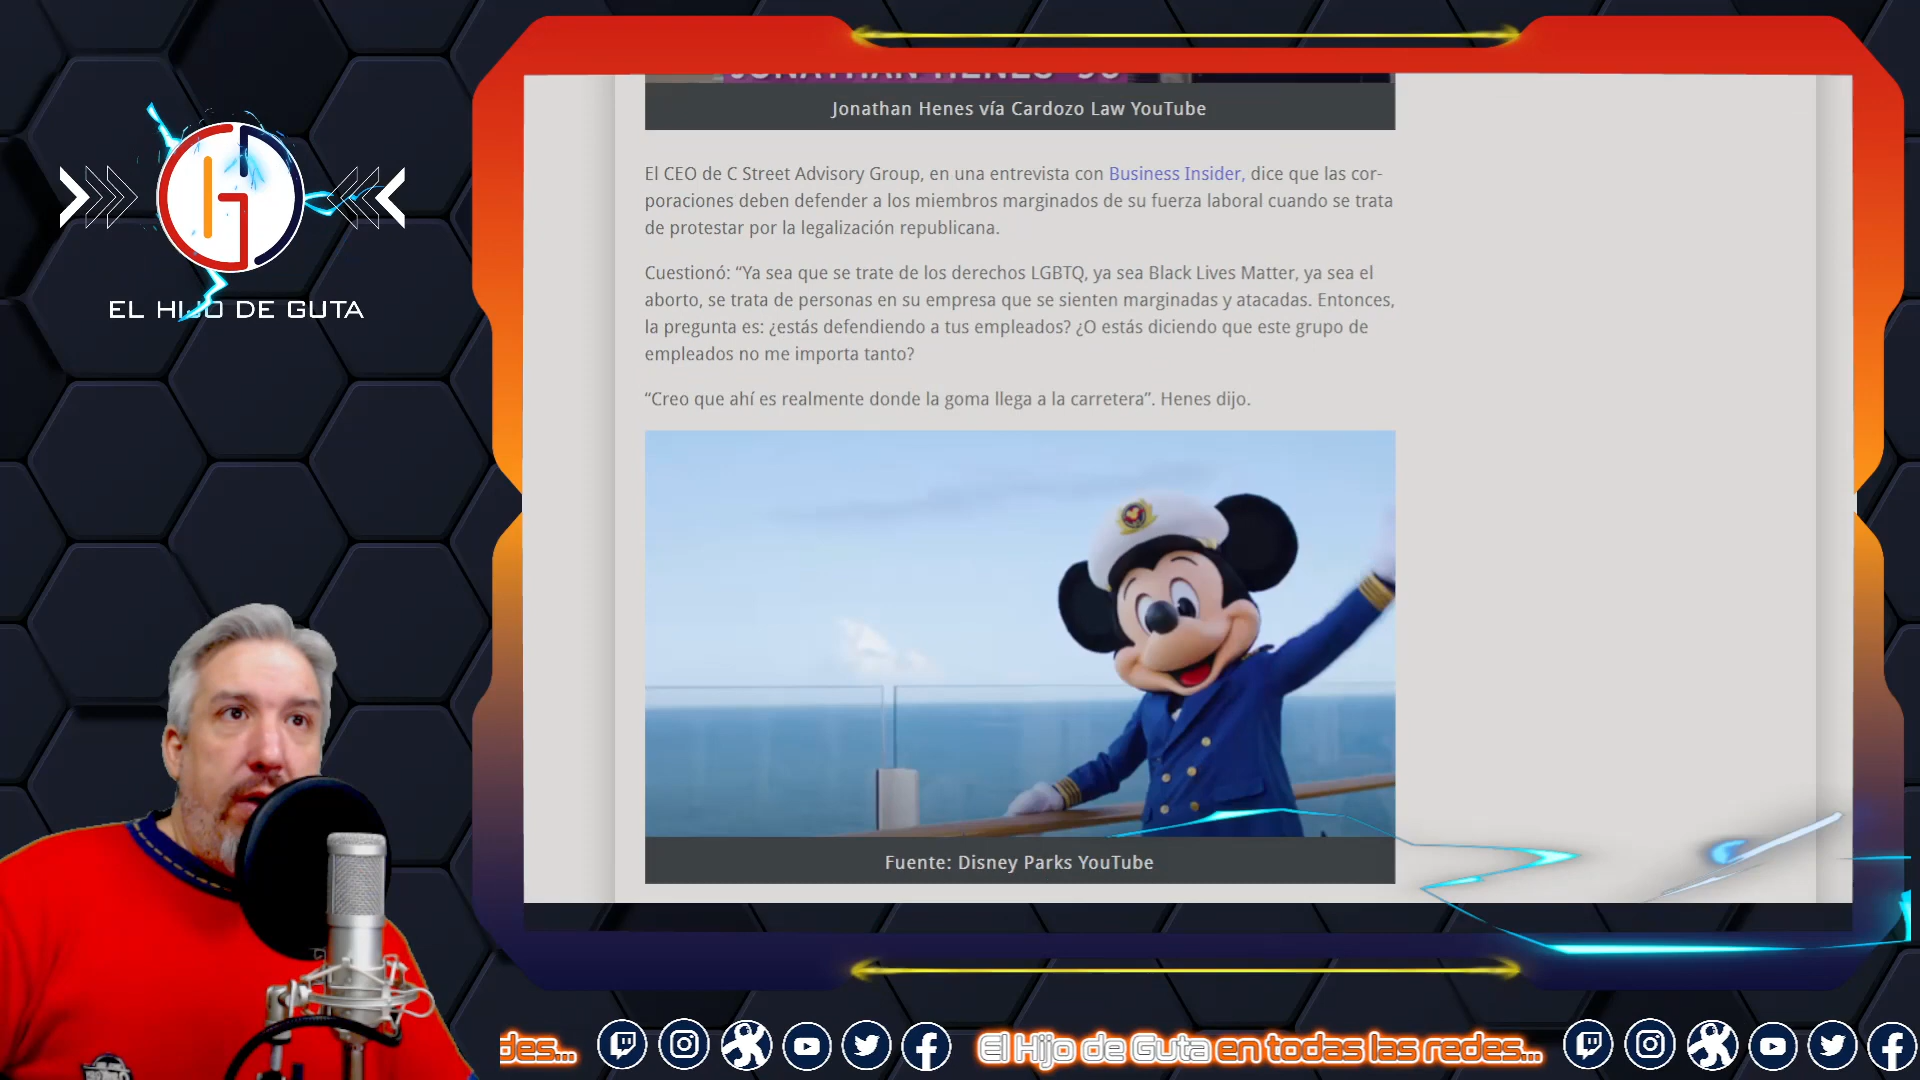 JONATHAN HENES '96
Jonathan Henes vía Cardozo Law YouTube
El CEO de C Street Advisory Group, en una entrevista con Business Insider, dice que las cor-
poraciones deben defender a los miembros marginados de su fuerza laboral cuando se trata
de protestar por la legalización republicana.
Cuestionó: “Ya sea que se trate de los derechos LGBTQ, ya sea Black Lives Matter, ya sea el
aborto, se trata de personas en su empresa que se sienten marginadas y atacadas. Entonces,
la pregunta es: ¿estás defendiendo a tus empleados? ¿O estás diciendo que este grupo de
empleados no me importa tanto?
“Creo que ahí es realmente donde la goma llega a la carretera”. Henes dijo.
Fuente: Disney Parks YouTube
EL HIJO DE GUTA
des...
El Hijo de Guta en todas las redes...